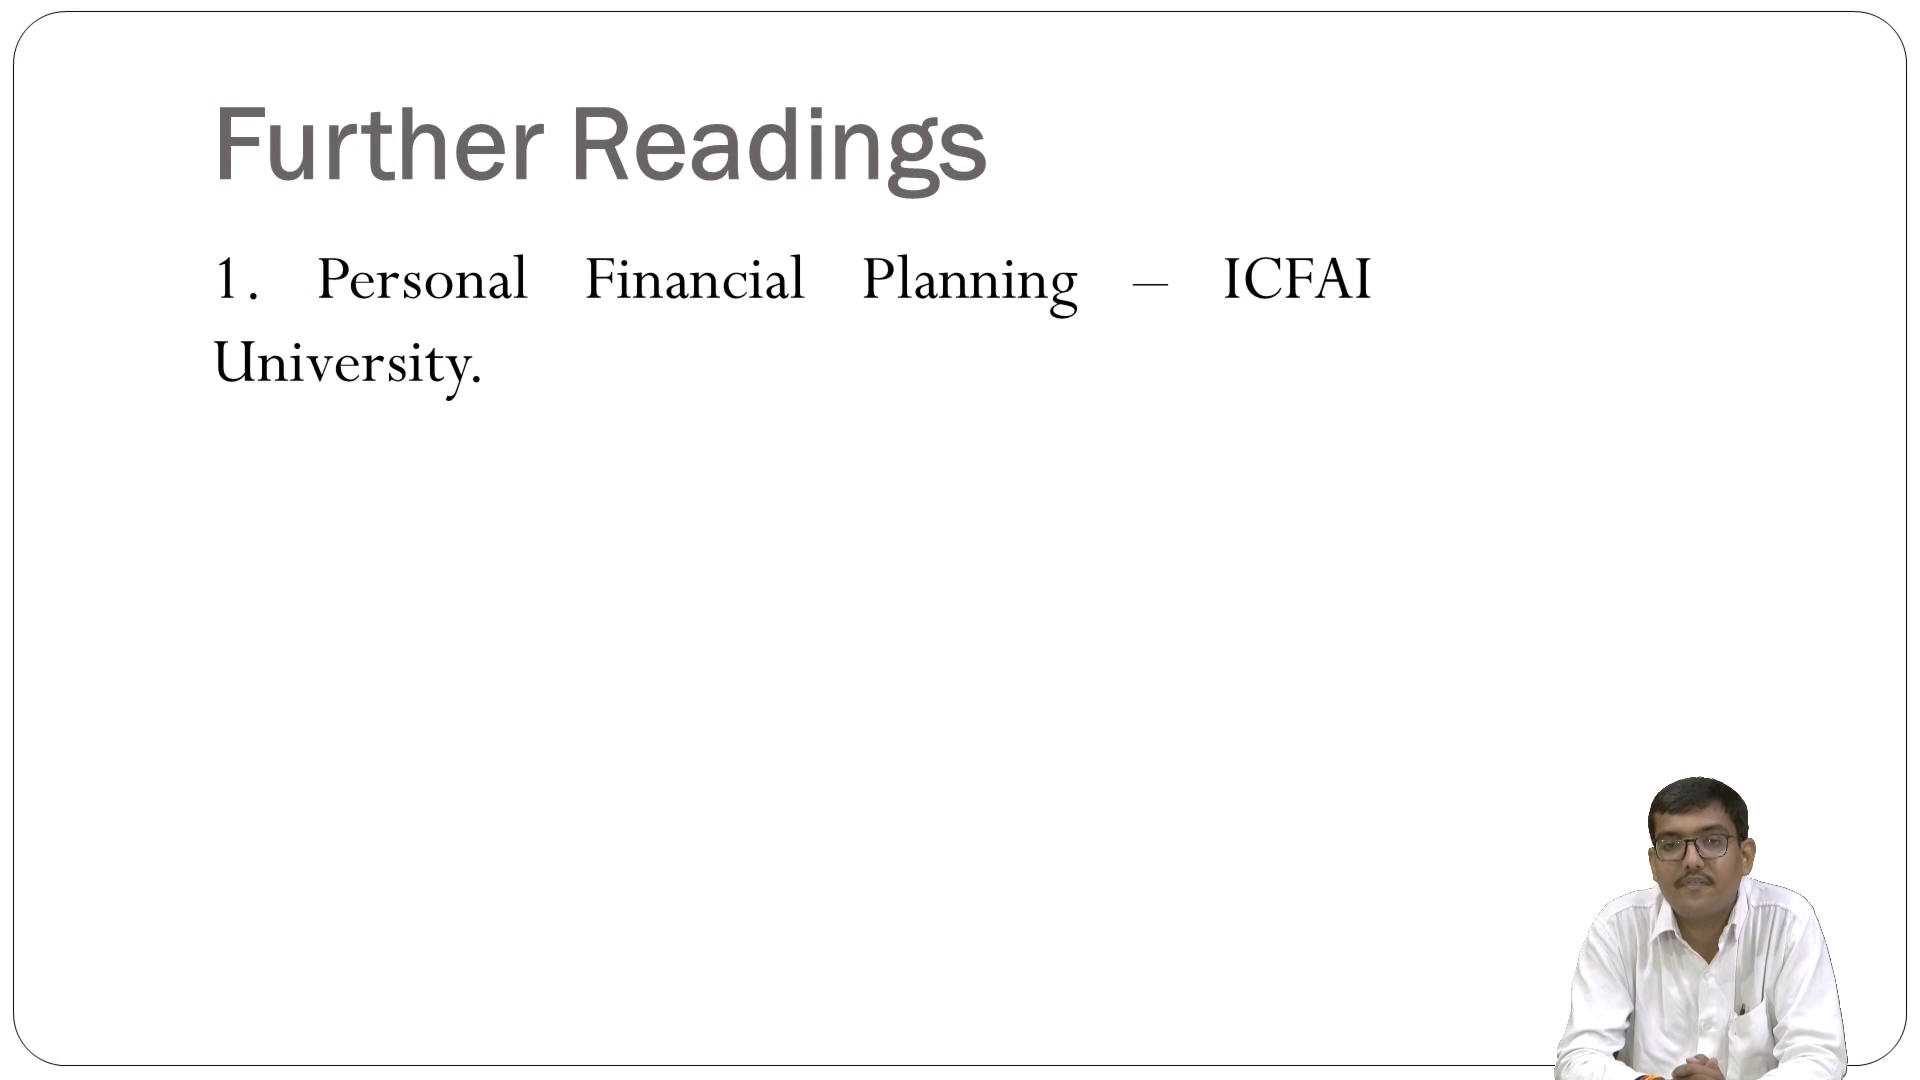 Further Readings
1. Personal Financial Planning – ICFAI
University.